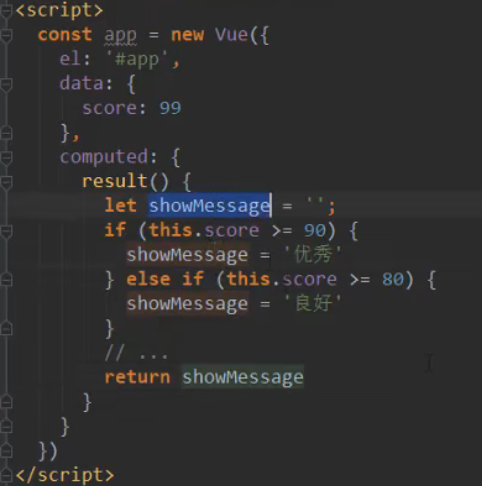 <script>
const app = new Vue({
el: '#app',
data: {
score: 99
},
computed: {
result() {
let showMessage = '';
if (this.score >= 90) {
showMessage = '优秀'
} else if (this.score >= 80) {
showMessage = '良好'
}
// ...
return showMessage
}
}
})
</script>